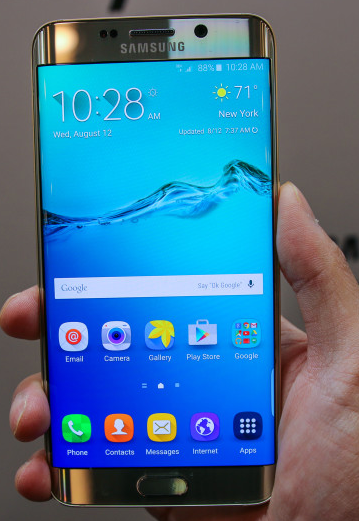 SAMSUNG
88% 10:28 AM
10:28 AM
71°
New York
Wed, August 12
Updated 8/12 7:37 AM
Google Say "Ok Google"
Email Camera Gallery Play Store Google
Phone Contacts Messages Internet Apps